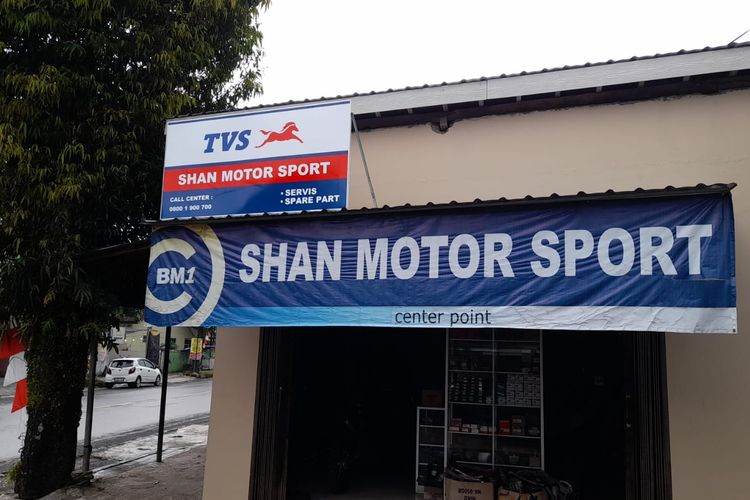 TVS
SHAN MOTOR SPORT
CALL CENTER :
0800 1 900 700
• SERVIS
• SPARE PART
BM1
SHAN MOTOR SPORT
center point